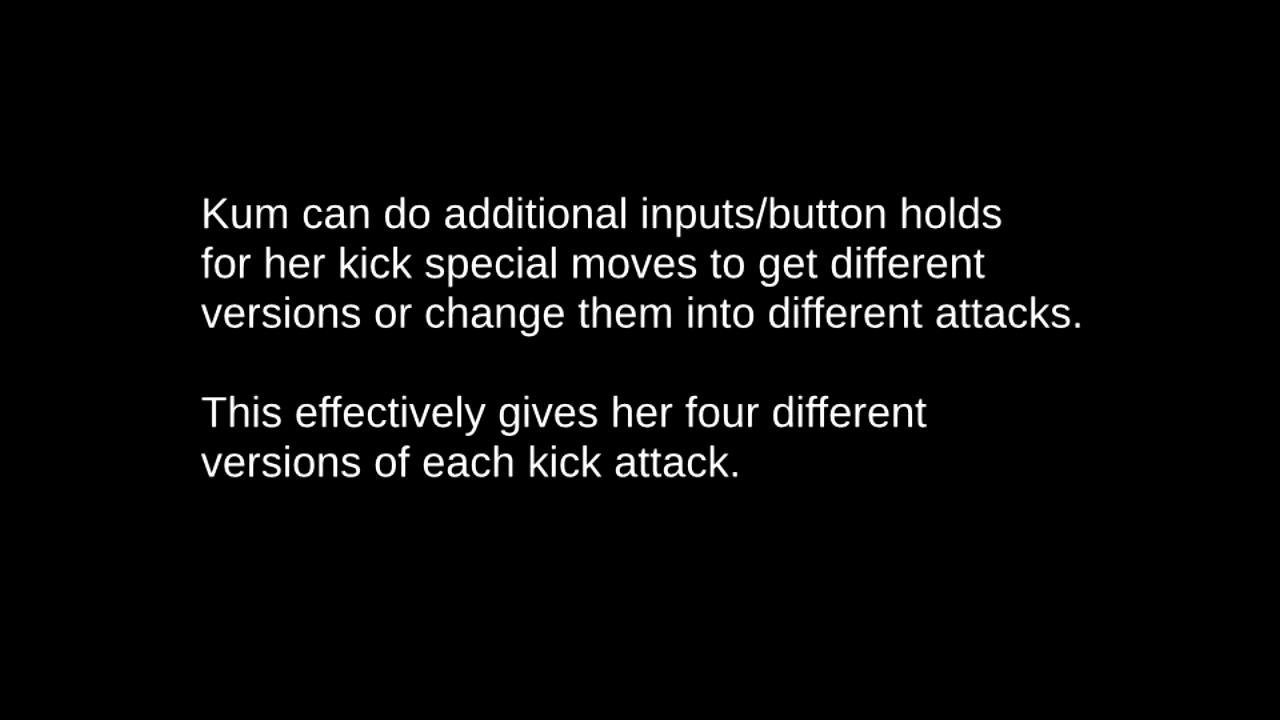 Kum can do additional inputs/button holds
for her kick special moves to get different
versions or change them into different attacks.
This effectively gives her four different
versions of each kick attack.